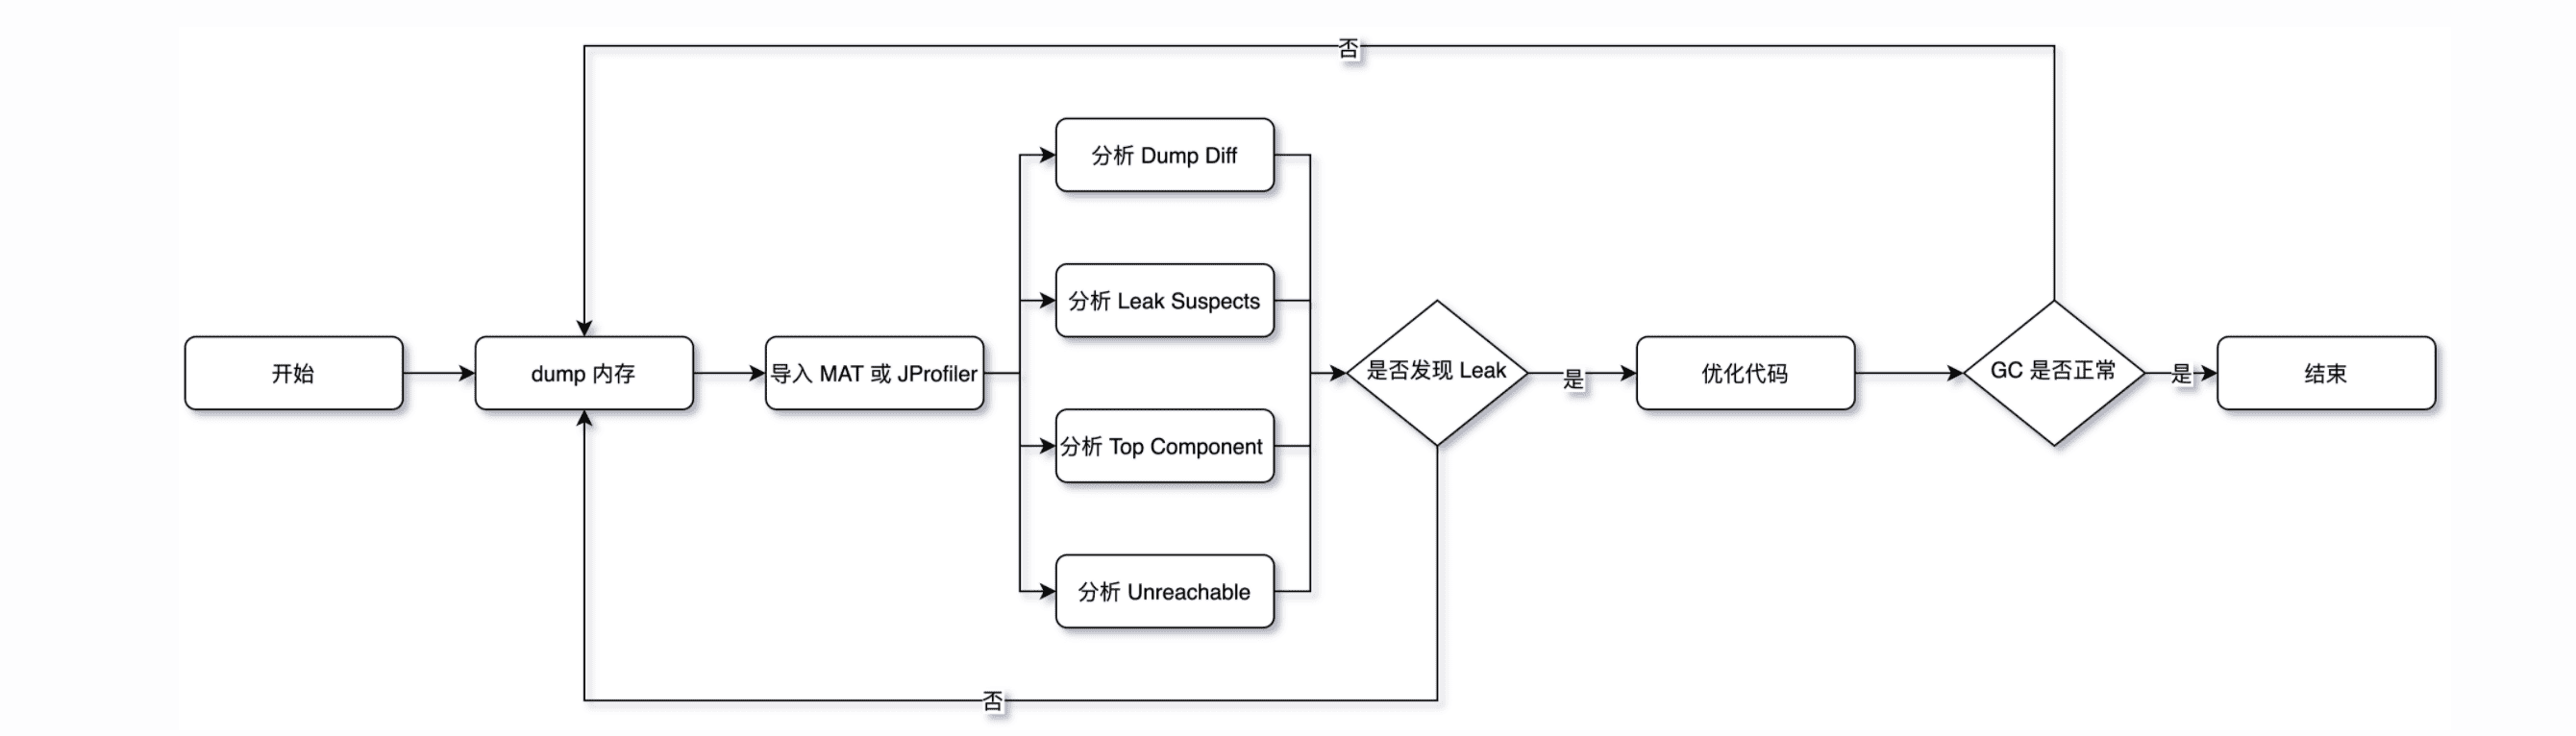 否
分析 Dump Diff
分析 Leak Suspects
开始
dump 内存
导入 MAT 或 JProfiler
是否发现 Leak
是
优化代码
GC 是否正常
是
结束
分析 Top Component
分析 Unreachable
否